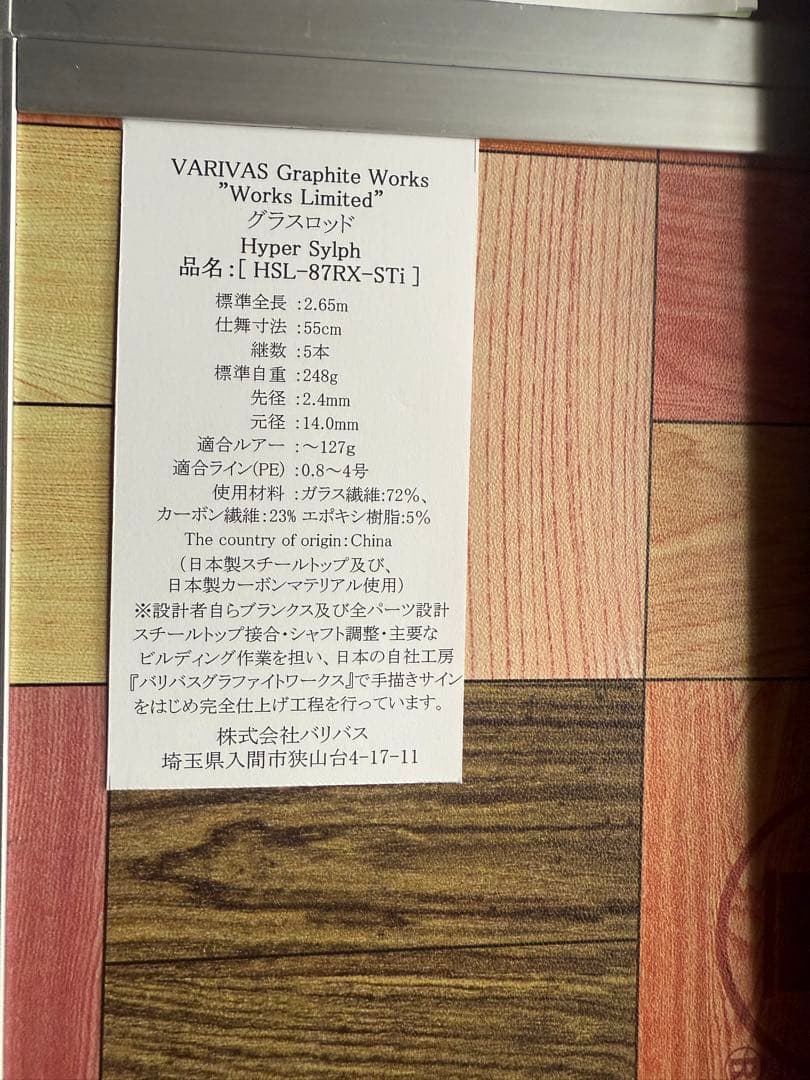 VARIVAS Graphite Works
”Works Limited”
グラスロッド
Hyper Sylph
品名:[ HSL-87RX-STi ]
標準全長 :2.65m
仕舞寸法 :55cm
継数 :5本
標準自重 :248g
先径 :2.4mm
元径 :14.0mm
適合ルアー :～127g
適合ライン(PE) :0.8～4号
使用材料 :ガラス繊維:72%、
カーボン繊維:23% エポキシ樹脂:5%
The country of origin:China
（日本製スチールトップ及び、
日本製カーボンマテリアル使用）
※設計者自らブランクス及び全パーツ設計
スチールトップ接合・シャフト調整・主要な
ビルディング作業を担い、日本の自社工房
『バリバスグラファイトワークス』で手描きサイン
をはじめ完全仕上げ工程を行っています。
株式会社バリバス
埼玉県入間市狭山台4-17-11
®